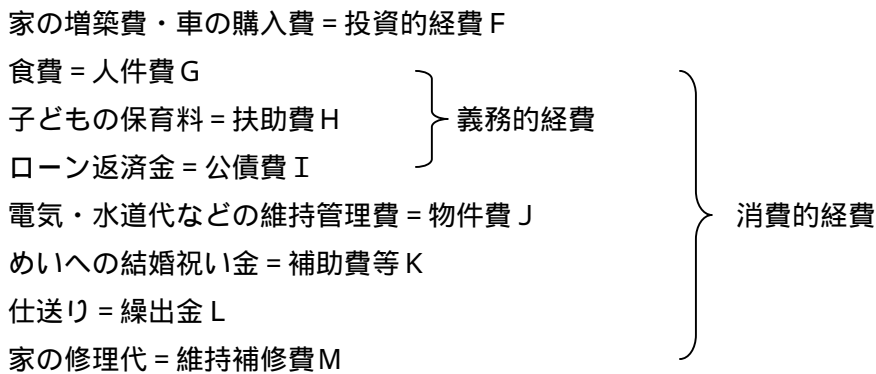 家の増築費・車の購入費 = 投資的経費 F
食費 = 人件費 G
子どもの保育料 = 扶助費 H 義務的経費
ローン返済金 = 公債費 I
電気・水道代などの維持管理費 = 物件費 J 消費的経費
めいへの結婚祝い金 = 補助費等 K
仕送り = 繰出金 L
家の修理代 = 維持補修費 M